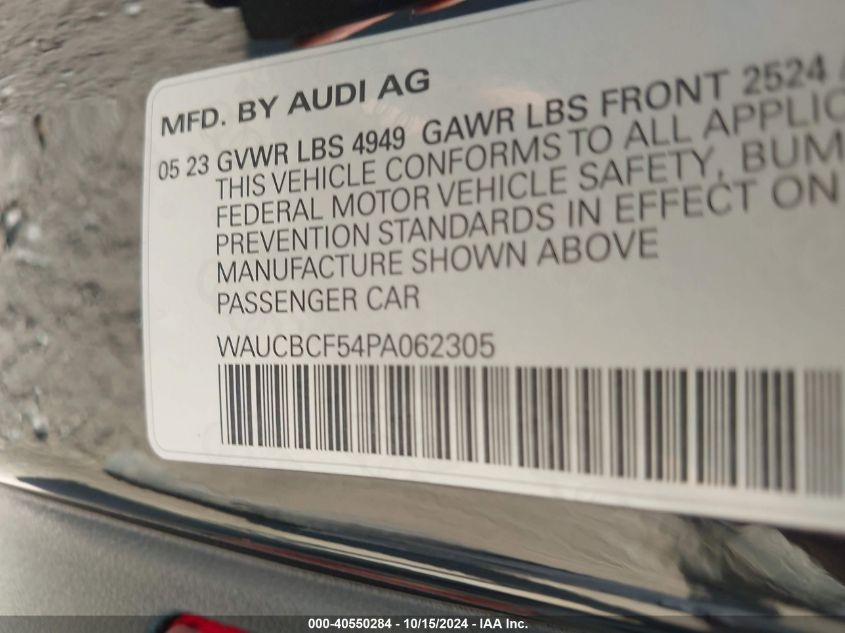 MFD. BY AUDI AG
05 23 GVWR LBS 4949 GAWR LBS FRONT 2524
THIS VEHICLE CONFORMS TO ALL APPLIC
FEDERAL MOTOR VEHICLE SAFETY, BUM
PREVENTION STANDARDS IN EFFECT ON
MANUFACTURE SHOWN ABOVE
PASSENGER CAR
WAUCBCF54PA062305
000-40550284 - 10/15/2024 - IAA Inc.